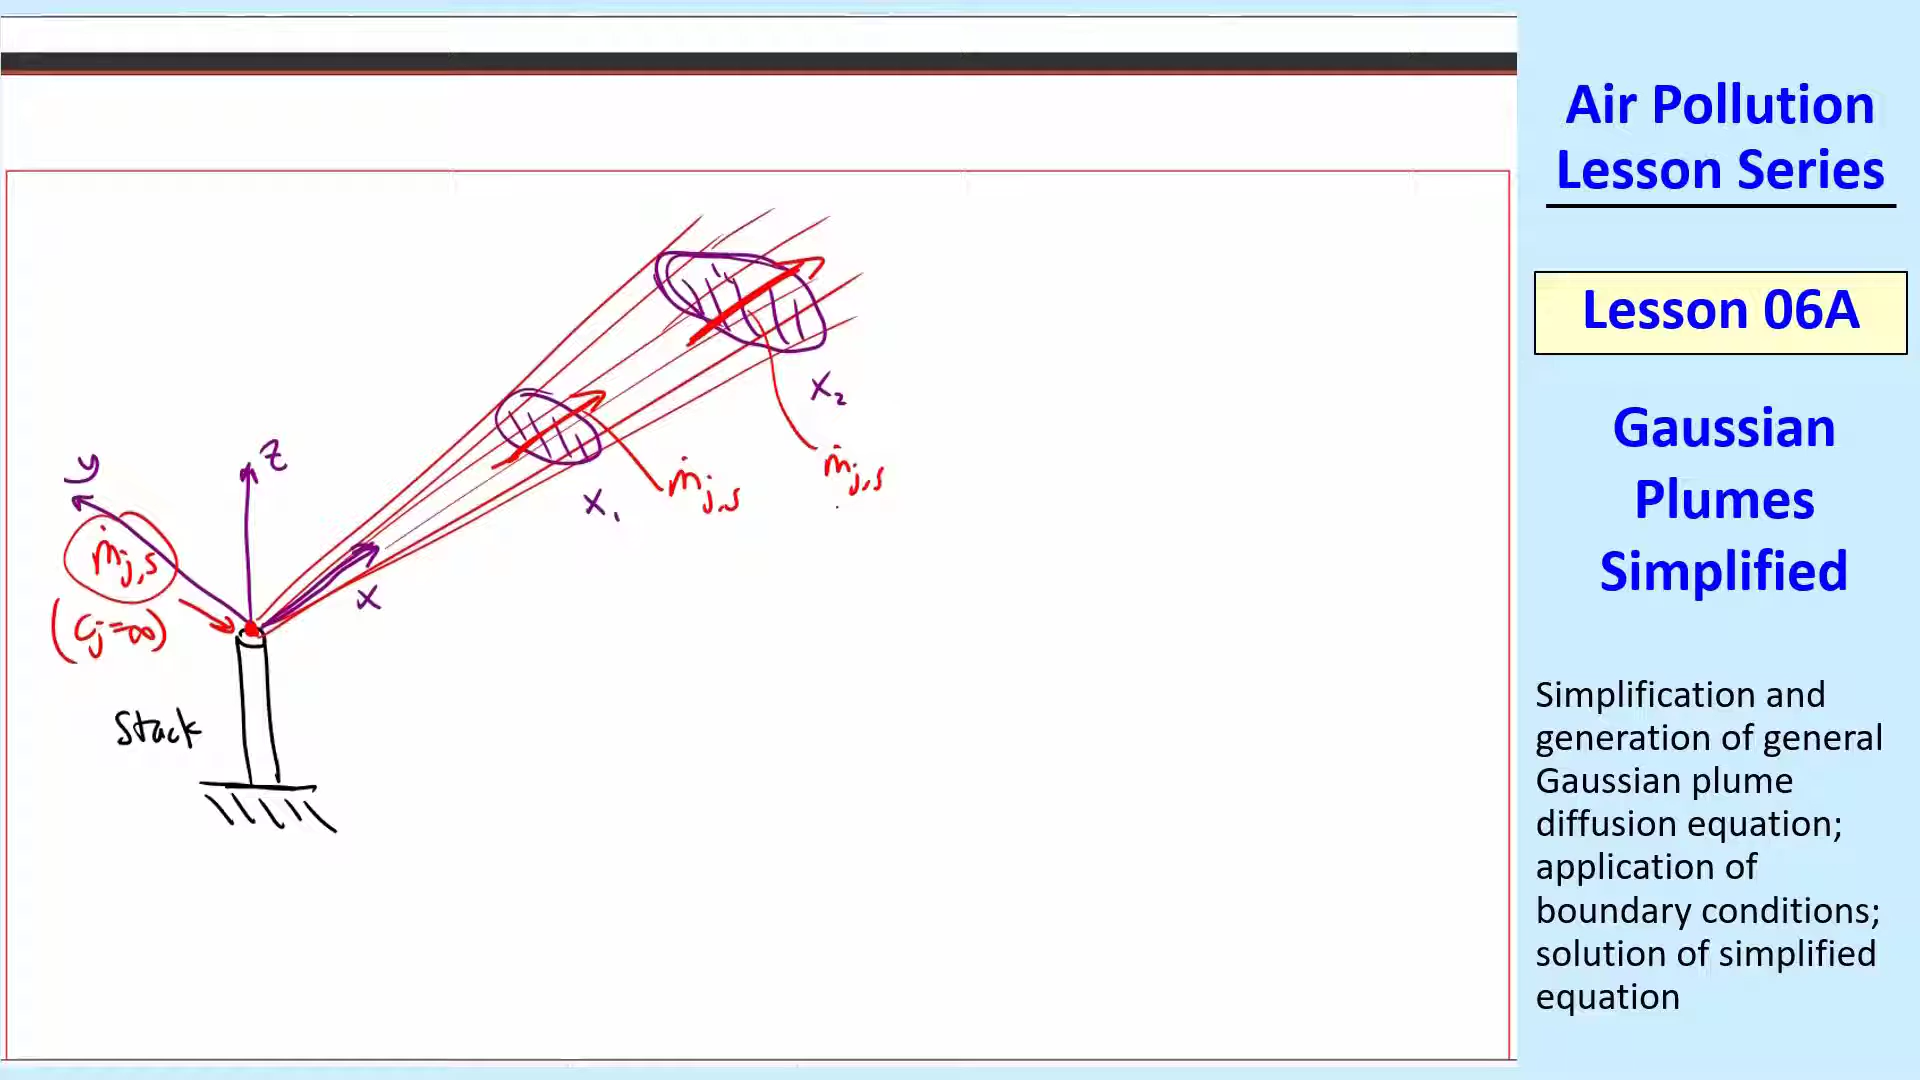 Air Pollution
Lesson Series
Lesson 06A
Gaussian
Plumes
Simplified
Simplification and
generation of general
Gaussian plume
diffusion equation;
application of
boundary conditions;
solution of simplified
equation
x₂
ṁj,s
z
y
ṁj,s
x₁
ṁj,s
x
(cj=∞)
Stack